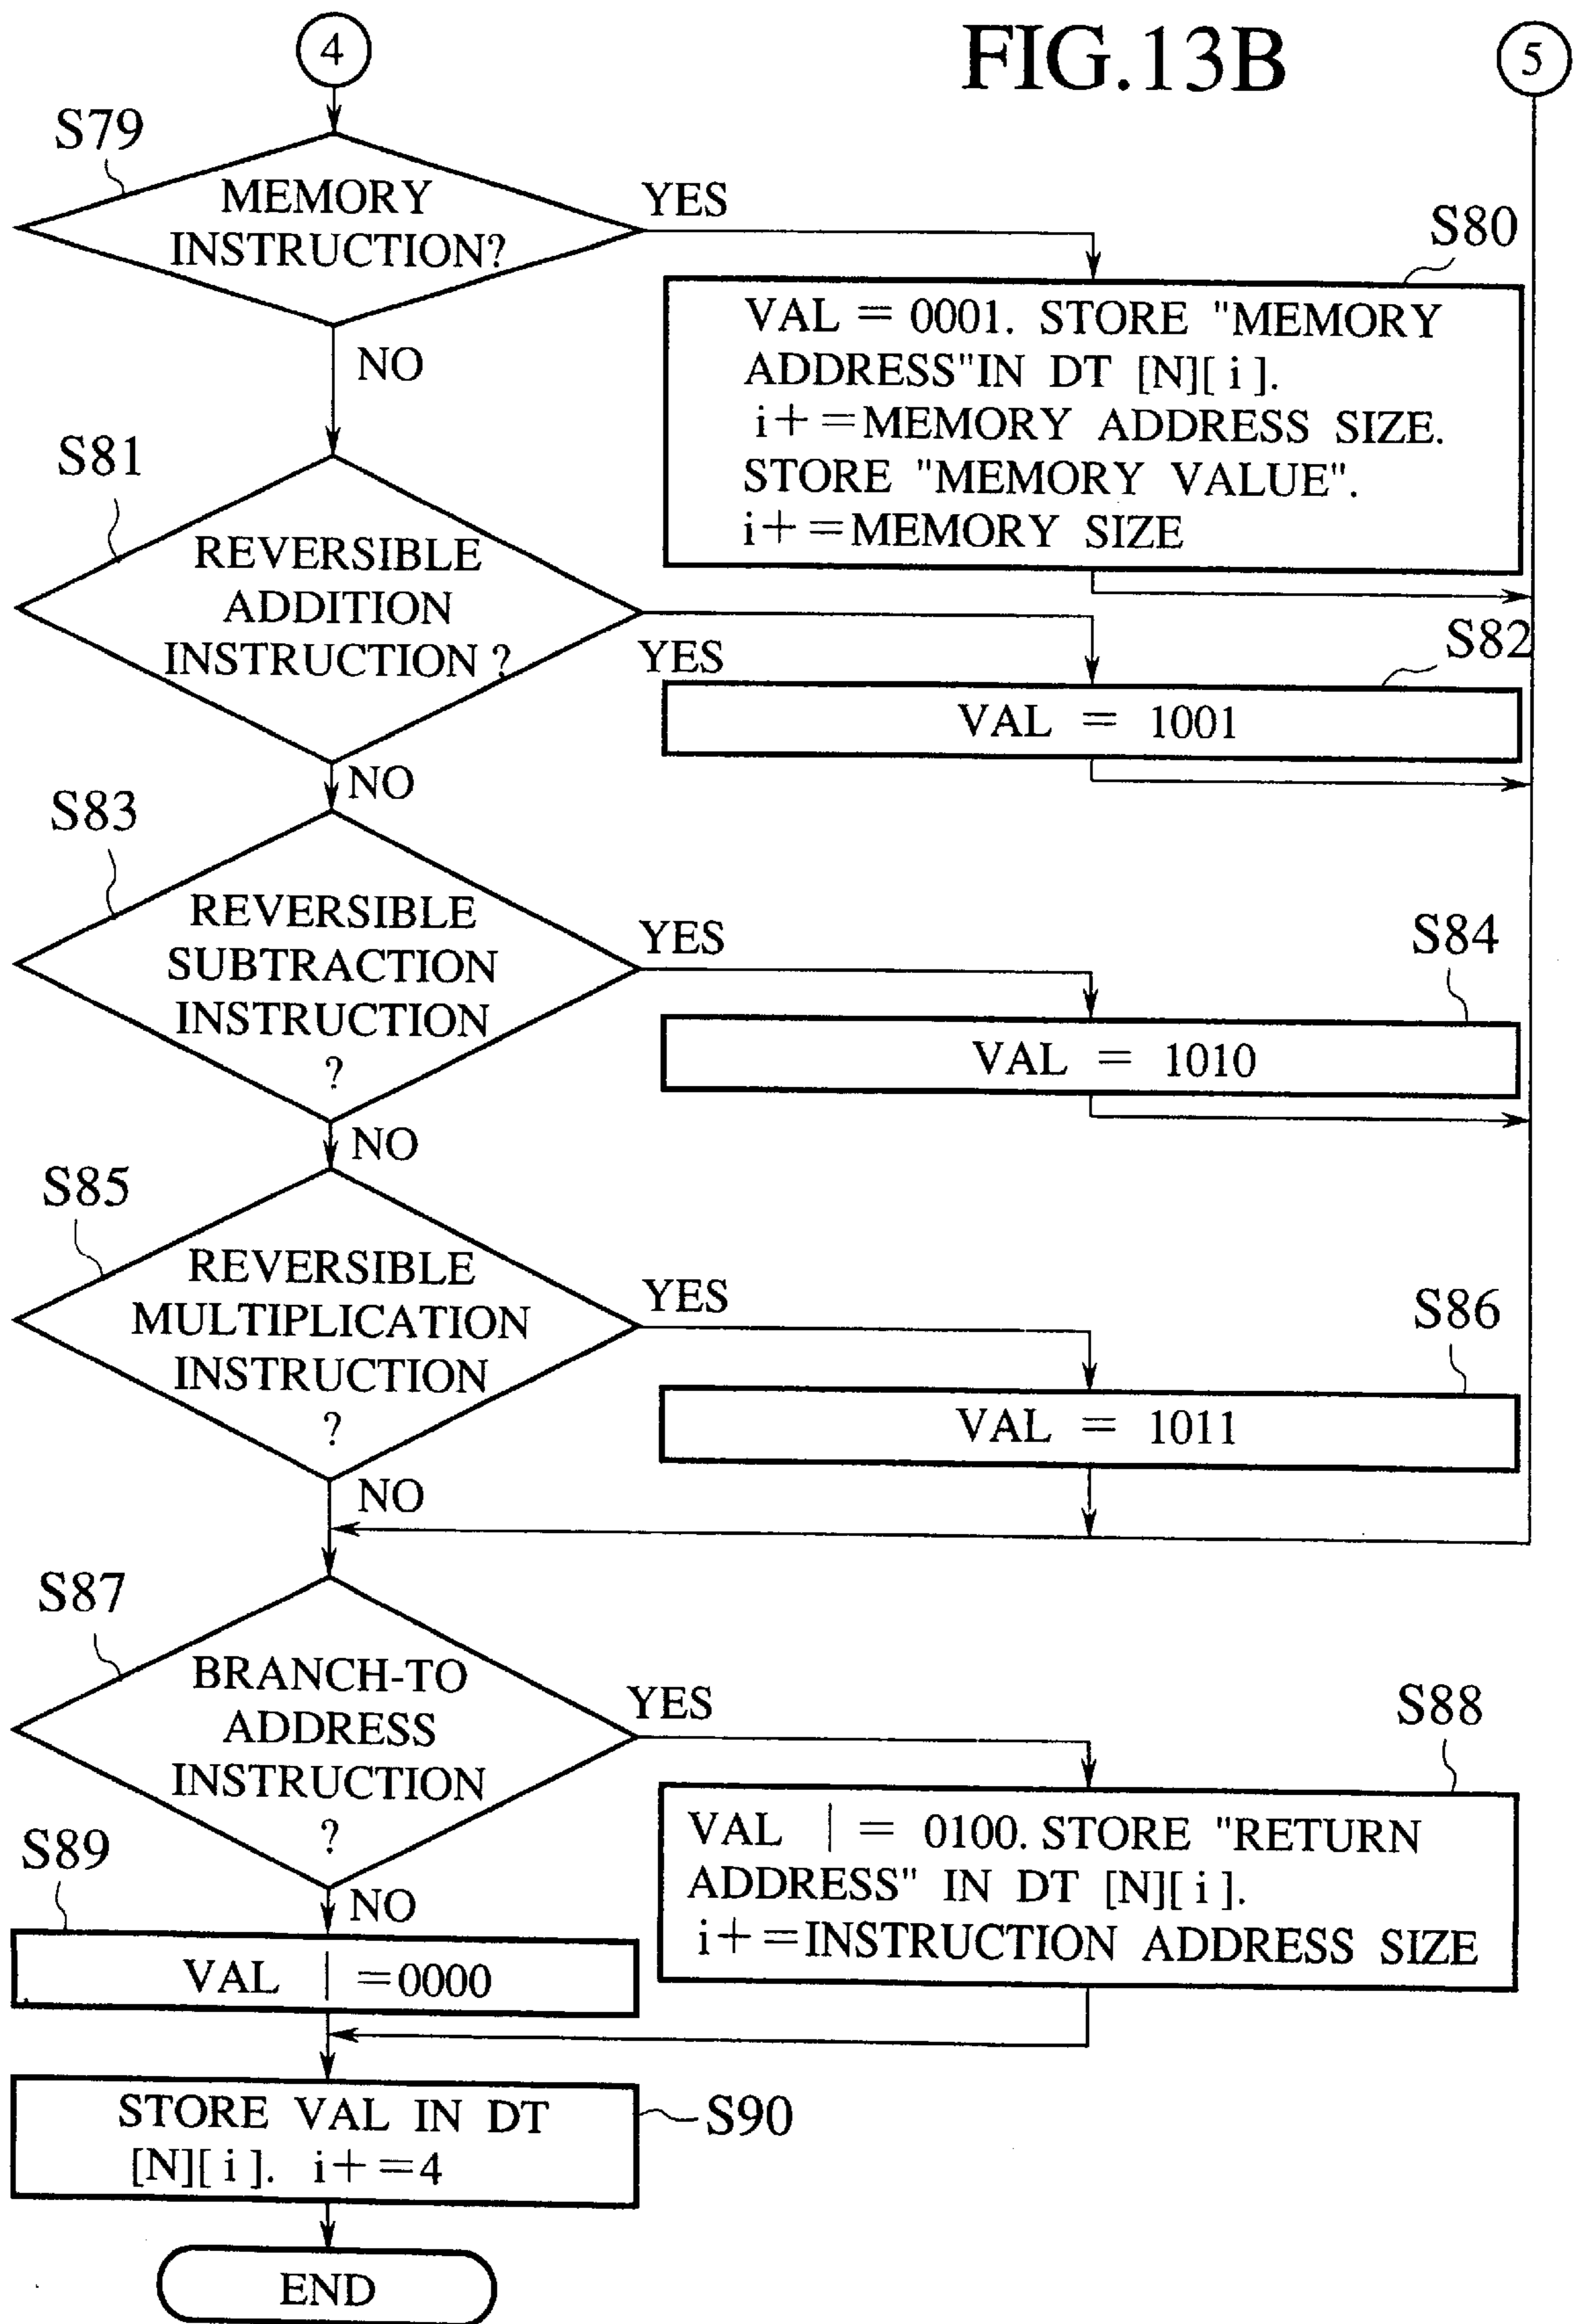 4
FIG.13B
5
S79
MEMORY
INSTRUCTION?
YES
NO
S80
VAL = 0001. STORE "MEMORY
ADDRESS"IN DT [N][ i ].
i+=MEMORY ADDRESS SIZE.
STORE "MEMORY VALUE".
i+=MEMORY SIZE
S81
REVERSIBLE
ADDITION
INSTRUCTION ?
YES
NO
S82
VAL = 1001
S83
REVERSIBLE
SUBTRACTION
INSTRUCTION
?
YES
NO
S84
VAL = 1010
S85
REVERSIBLE
MULTIPLICATION
INSTRUCTION
?
YES
NO
S86
VAL = 1011
S87
BRANCH-TO
ADDRESS
INSTRUCTION
?
YES
NO
S88
VAL | = 0100. STORE "RETURN
ADDRESS" IN DT [N][ i ].
i+=INSTRUCTION ADDRESS SIZE
S89
VAL | =0000
STORE VAL IN DT
[N][ i ]. i+=4
S90
END